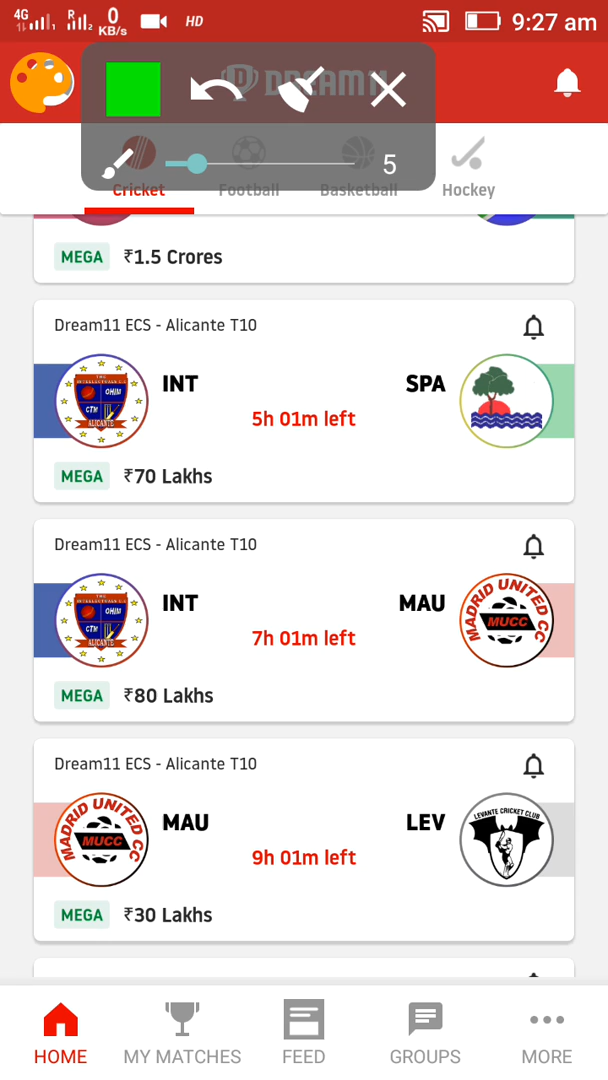 4G R 0 KB/s HD 9:27 am
DREAM11
5
Cricket Football Basketball Hockey
MEGA ₹1.5 Crores
Dream11 ECS - Alicante T10
INT SPA
5h 01m left
MEGA ₹70 Lakhs
Dream11 ECS - Alicante T10
INT MAU
MADRID UNITED CC
MUCC
7h 01m left
MEGA ₹80 Lakhs
Dream11 ECS - Alicante T10
MADRID UNITED CC
MUCC
MAU LEV
LEVANTE CRICKET CLUB
9h 01m left
MEGA ₹30 Lakhs
HOME MY MATCHES FEED GROUPS MORE